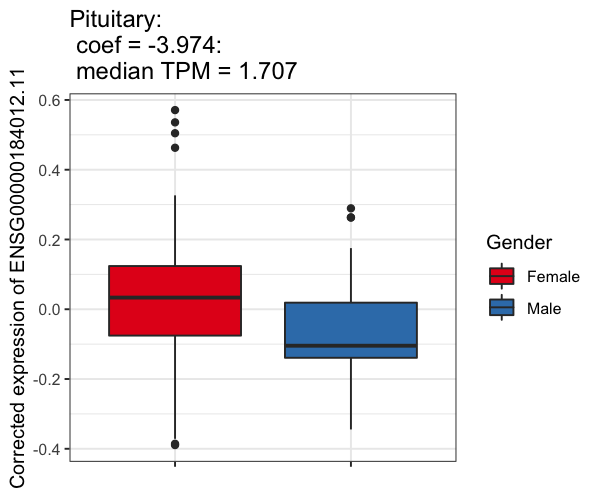 Pituitary:
coef = -3.974:
median TPM = 1.707
Corrected expression of ENSG00000184012.11
0.6
0.4
0.2
0.0
-0.2
-0.4
Gender
Female
Male